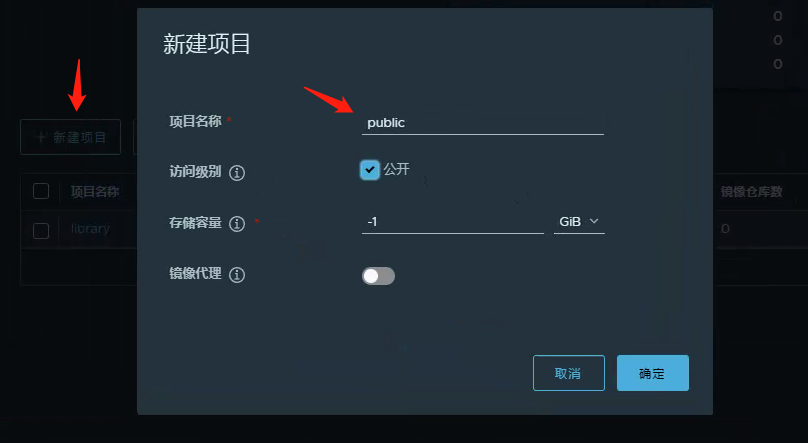 0
0
0
新建项目
项目名称 *
public
访问级别
公开
存储容量 *
-1
GiB
镜像代理
取消
确定
+ 新建项目
项目名称
镜像仓库数
library
0